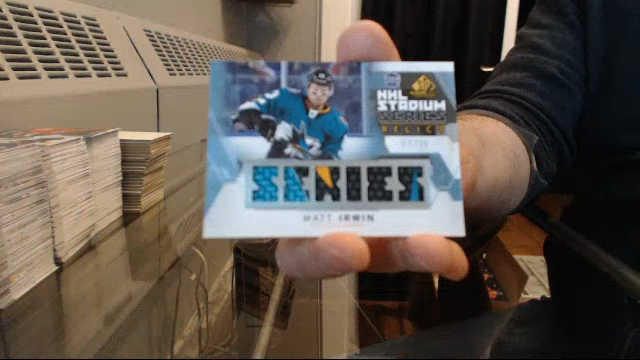 NHL
STADIUM
SERIES
RELICS
SERIES
MATT IRWIN